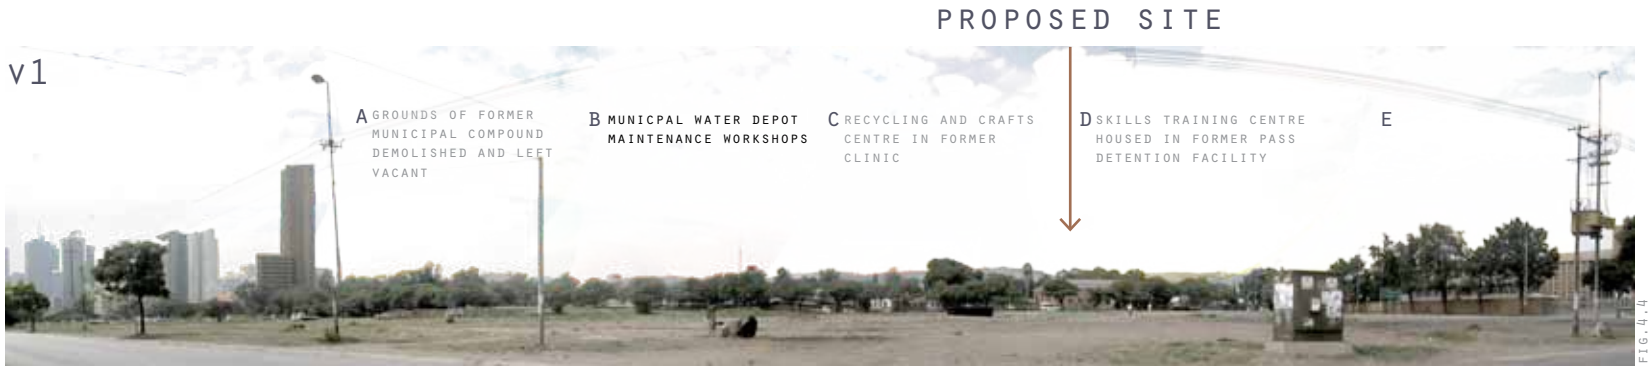 PROPOSED SITE
v1
A GROUNDS OF FORMER
MUNICIPAL COMPOUND
DEMOLISHED AND LEFT
VACANT
B MUNICPAL WATER DEPOT
MAINTENANCE WORKSHOPS
C RECYCLING AND CRAFTS
CENTRE IN FORMER
CLINIC
D SKILLS TRAINING CENTRE
HOUSED IN FORMER PASS
DETENTION FACILITY
E
FIG.4.4